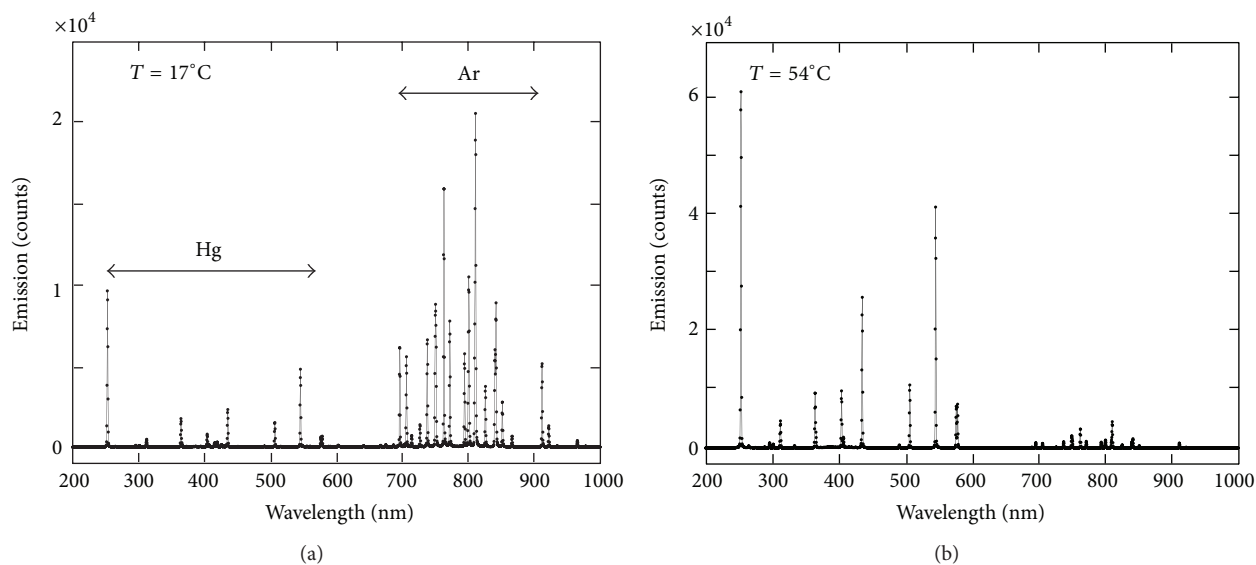 ×10⁴
T = 17°C
Ar
Hg
2
1
0
Emission (counts)
200 300 400 500 600 700 800 900 1000
Wavelength (nm)
(a)
×10⁴
T = 54°C
6
4
2
0
Emission (counts)
200 300 400 500 600 700 800 900 1000
Wavelength (nm)
(b)